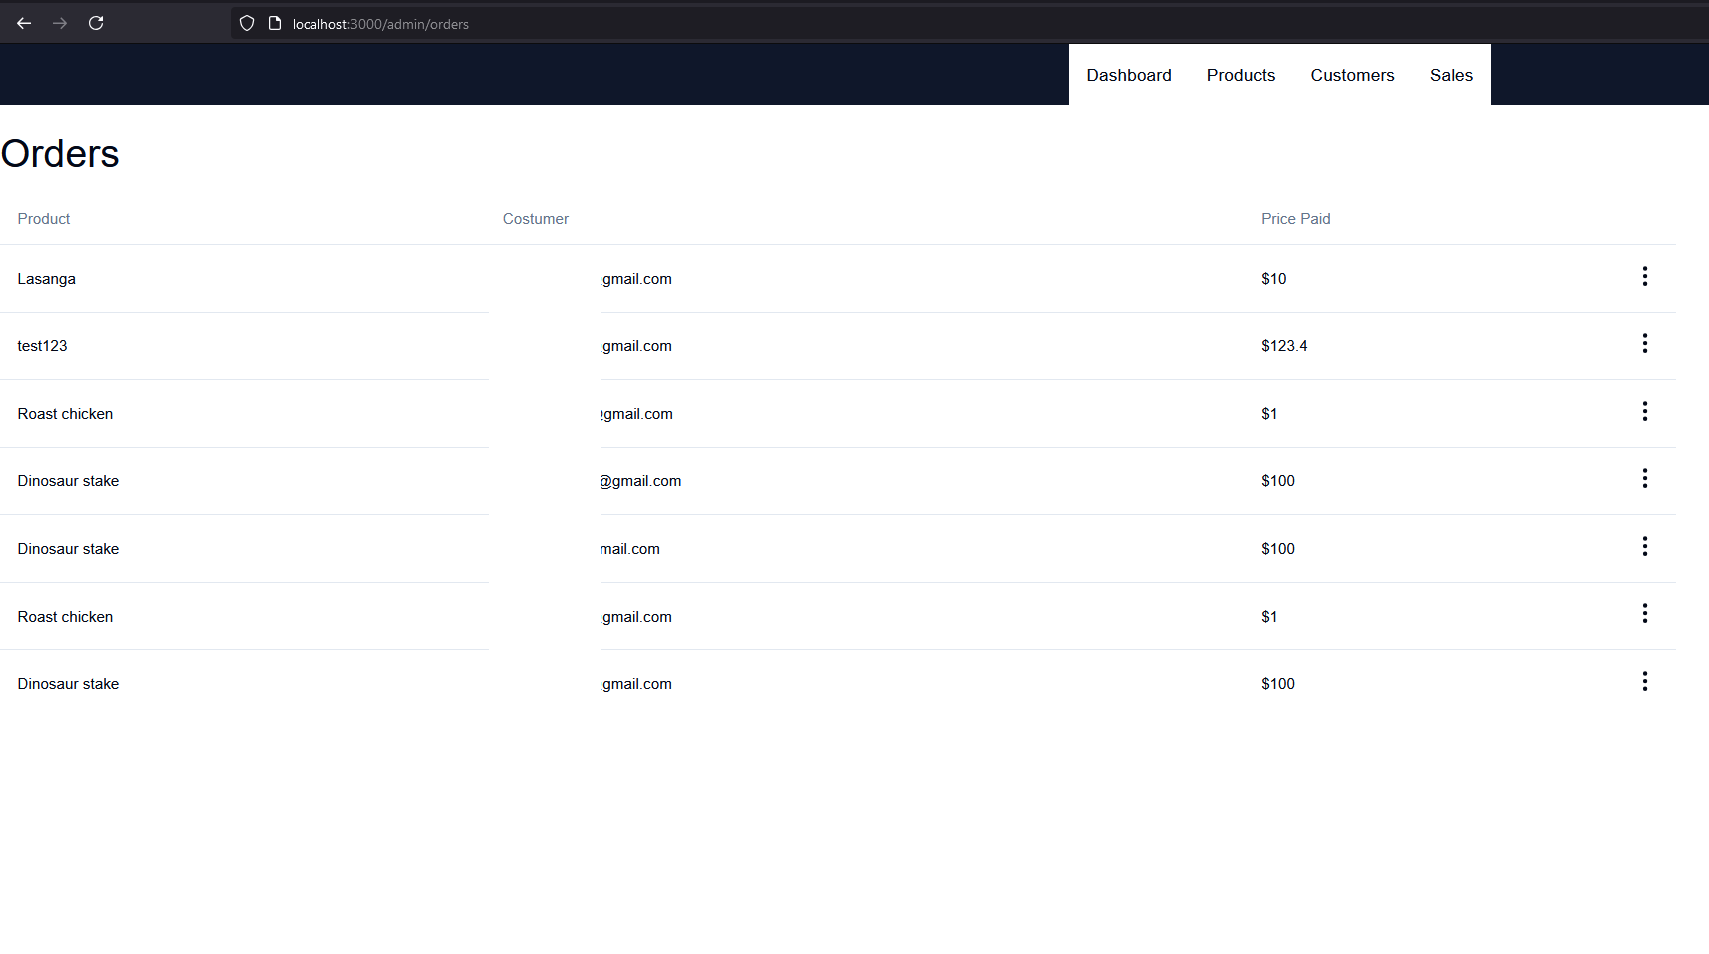 localhost:3000/admin/orders
Dashboard Products Customers Sales
Orders
Product Costumer Price Paid
Lasanga gmail.com $10
test123 gmail.com $123.4
Roast chicken @gmail.com $1
Dinosaur stake @gmail.com $100
Dinosaur stake mail.com $100
Roast chicken gmail.com $1
Dinosaur stake gmail.com $100